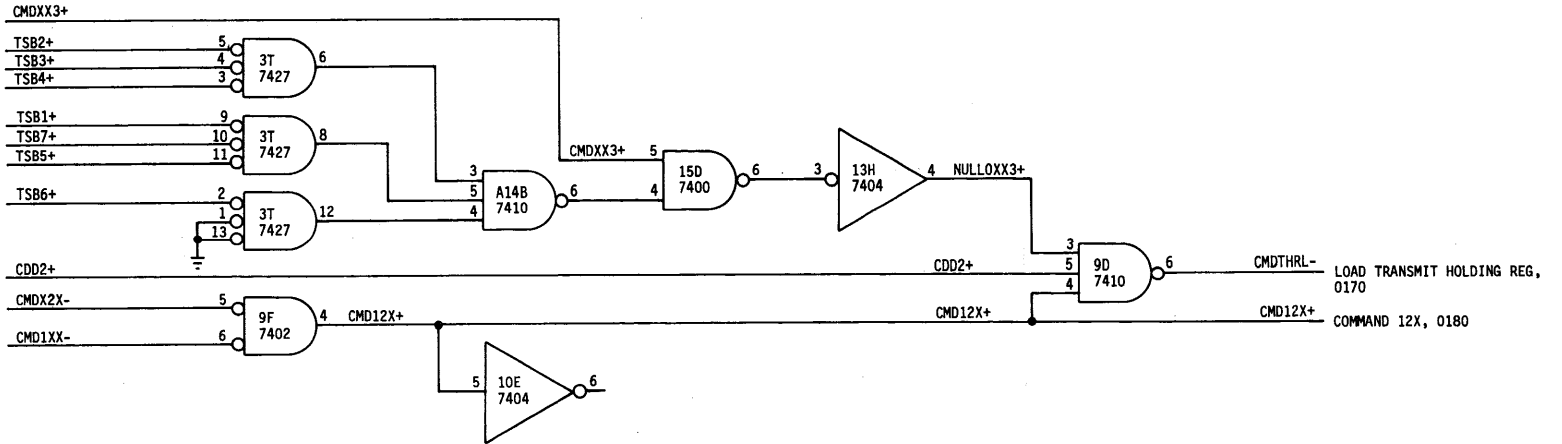 CMDXX3+
TSB2+ 5
TSB3+ 4
TSB4+ 3
3T
7427
6
TSB1+ 9
TSB7+ 10
TSB5+ 11
3T
7427
8
TSB6+ 2
1
13
3T
7427
12
3
5
4
A14B
7410
6
CMDXX3+ 5
4
15D
7400
6
3
13H
7404
4
NULLOXX3+
CDD2+
CDD2+
3
5
4
9D
7410
6
CMDTHRL-
LOAD TRANSMIT HOLDING REG,
0170
CMDX2X- 5
CMD1XX- 6
9F
7402
4
CMD12X+
CMD12X+
CMD12X+
COMMAND 12X, 0180
5
10E
7404
6